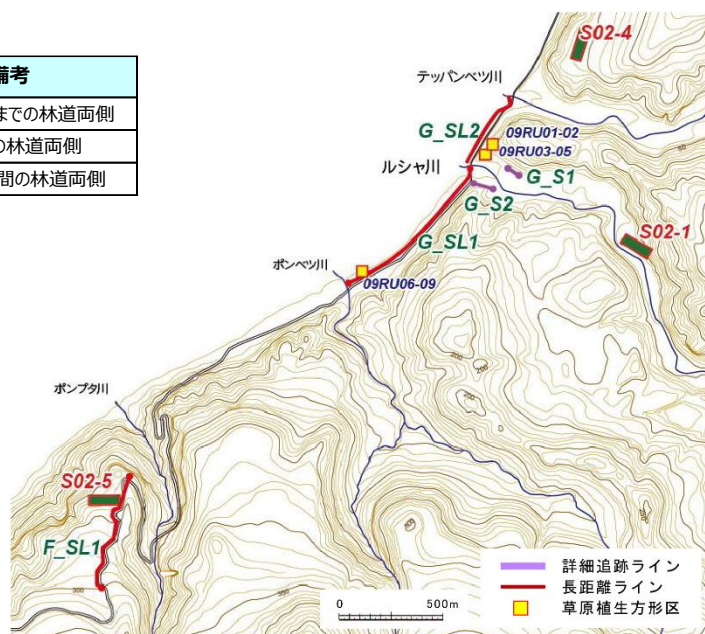 備考
までの林道両側
の林道両側
間の林道両側
S02-4
テッパンベツ川
G_SL2
09RU01-02
09RU03-05
ルシャ川
G_S1
G_S2
S02-1
G_SL1
ポンベツ川
09RU06-09
200
200
ポンプタ川
S02-5
F_SL1
300
詳細追跡ライン
長距離ライン
草原植生方形区
0 500m